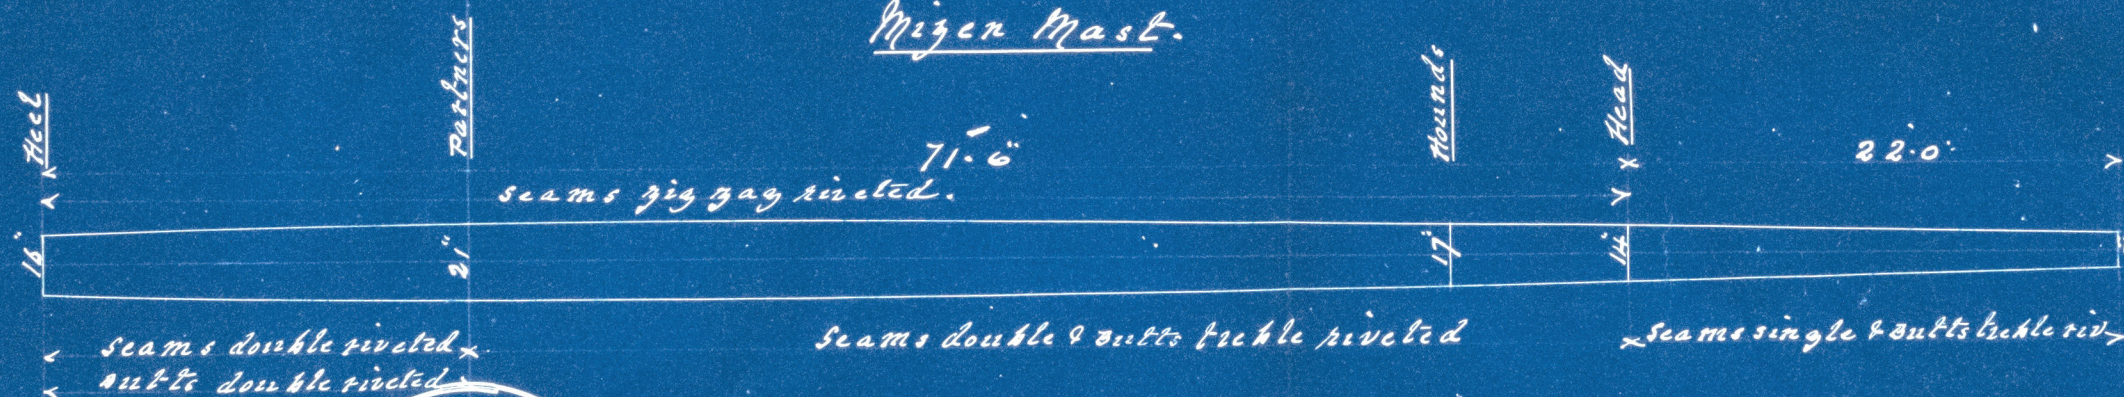 Mizen Mast.
Heel
Partners
Hounds
Head
71'-6"
22'.0"
seams zig zag riveted.
16"
21"
17"
14"
seams double riveted
Butts double riveted
Seams double & Butts treble riveted
Seams single & Butts treble riv